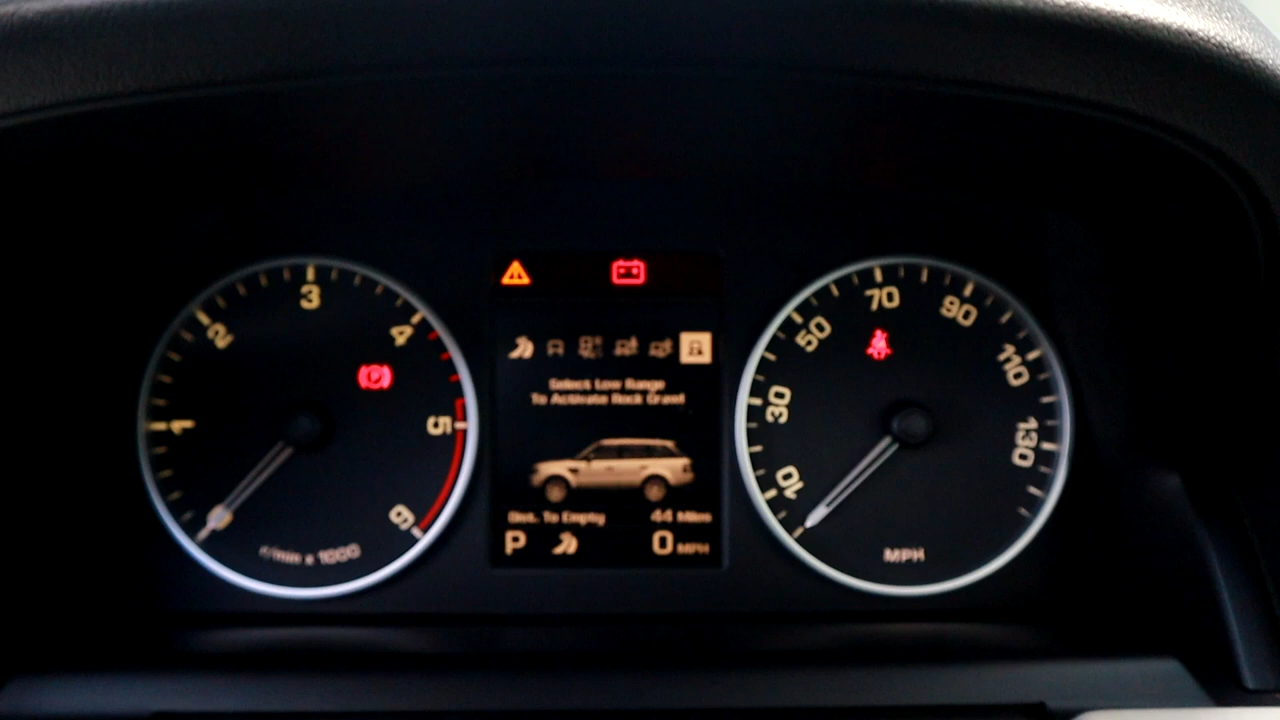 1
2
3
4
5
6
r/min x 1000
P
Select Low Range
To Activate Rock Crawl
Dist. To Empty 44 Miles
P 0 MPH
10
30
50
70
90
110
130
MPH